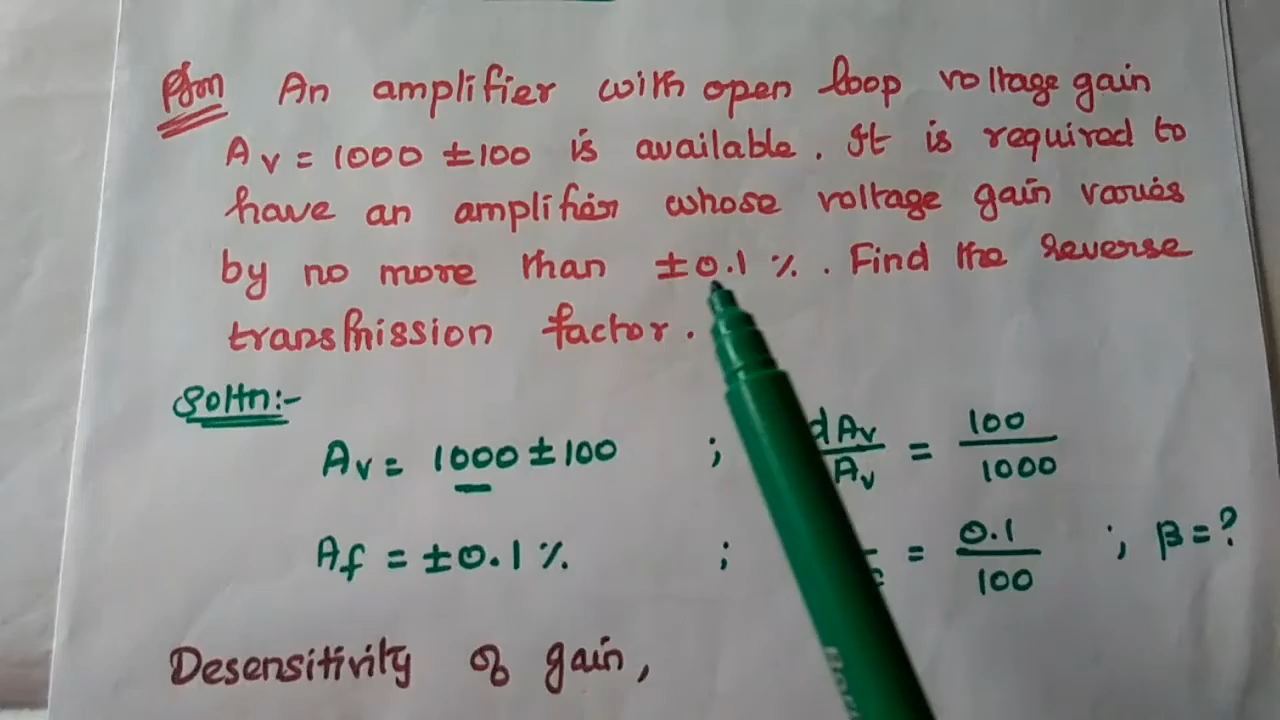 Pbm An amplifier with open loop voltage gain
Av = 1000 ±100 is available. It is required to
have an amplifier whose voltage gain varies
by no more than ±0.1 %. Find the reverse
transmission factor.
Soltn:-
Av = 1000 ± 100 ; dAv/Av = 100/1000
Af = ±0.1 % ; = 0.1/100 ; β = ?
Desensitivity of gain,